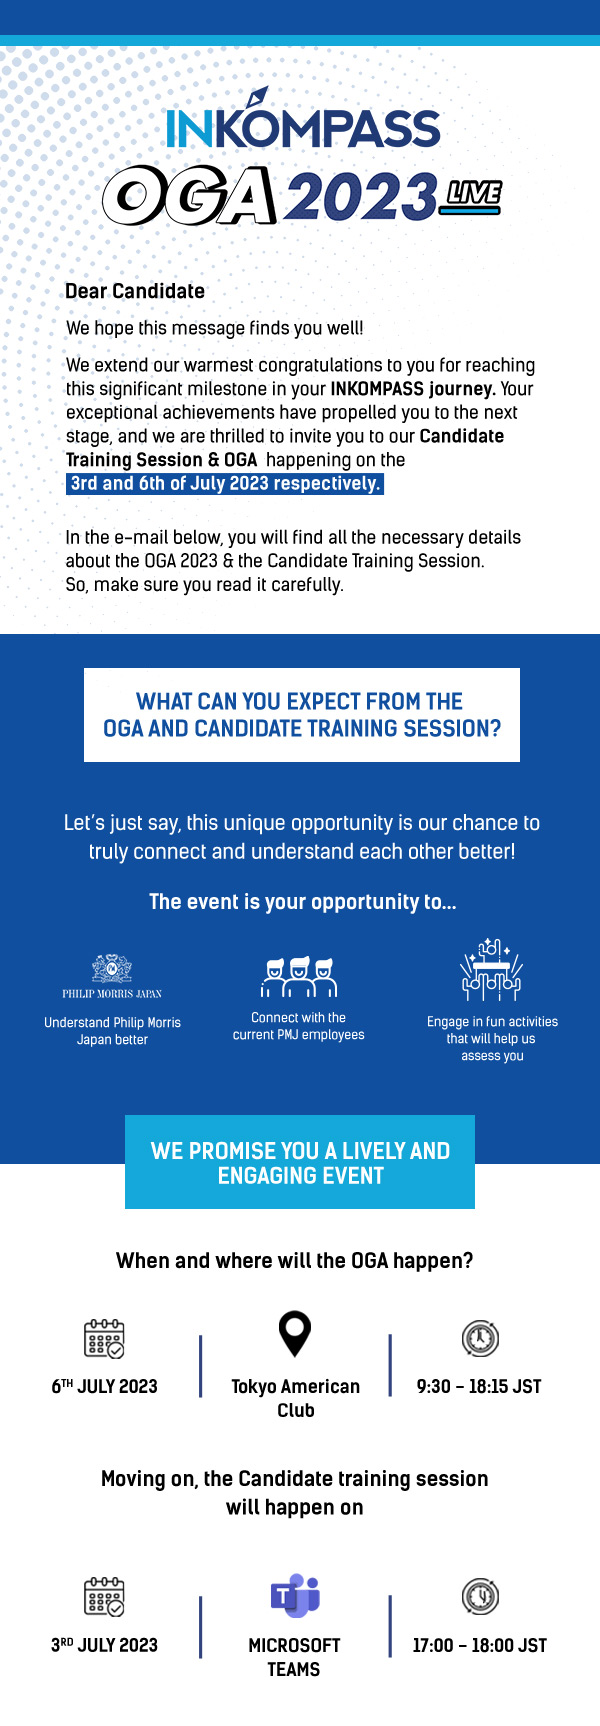 INKOMPASS
OGA 2023 LIVE
Dear Candidate
We hope this message finds you well!
We extend our warmest congratulations to you for reaching
this significant milestone in your INKOMPASS journey. Your
exceptional achievements have propelled you to the next
stage, and we are thrilled to invite you to our Candidate
Training Session & OGA happening on the
3rd and 6th of July 2023 respectively.
In the e-mail below, you will find all the necessary details
about the OGA 2023 & the Candidate Training Session.
So, make sure you read it carefully.
WHAT CAN YOU EXPECT FROM THE
OGA AND CANDIDATE TRAINING SESSION?
Let's just say, this unique opportunity is our chance to
truly connect and understand each other better!
The event is your opportunity to...
PHILIP MORRIS JAPAN
Understand Philip Morris
Japan better
Connect with the
current PMJ employees
Engage in fun activities
that will help us
assess you
WE PROMISE YOU A LIVELY AND
ENGAGING EVENT
When and where will the OGA happen?
6TH JULY 2023
Tokyo American
Club
9:30 - 18:15 JST
Moving on, the Candidate training session
will happen on
3RD JULY 2023
T
MICROSOFT
TEAMS
17:00 - 18:00 JST